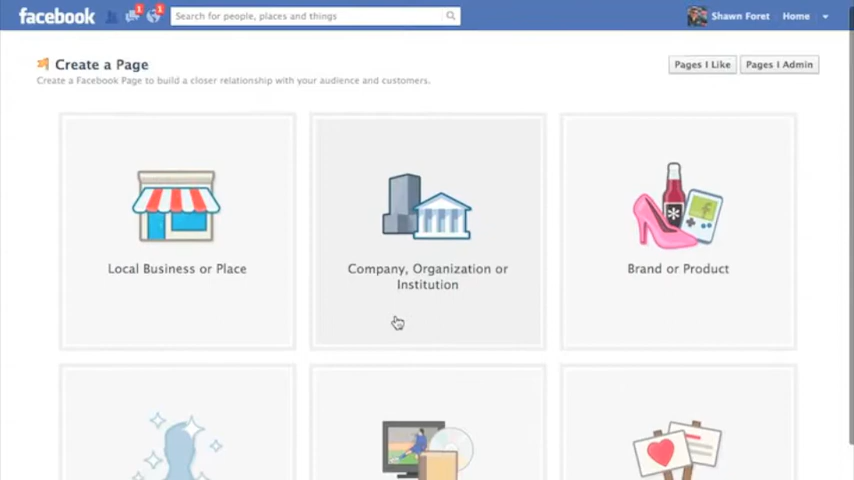 facebook
1
1
Search for people, places and things
Shawn Foret
Home
Create a Page
Pages I Like
Pages I Admin
Create a Facebook Page to build a closer relationship with your audience and customers.
Local Business or Place
Company, Organization or
Institution
Brand or Product